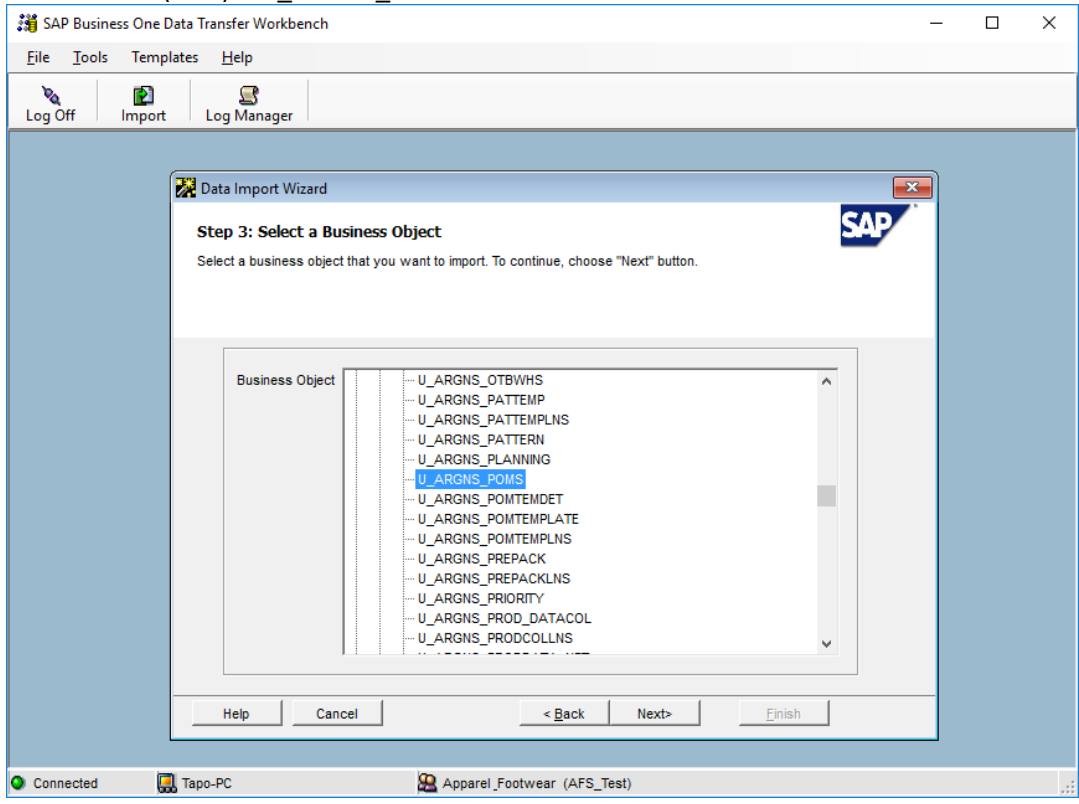 SAP Business One Data Transfer Workbench
File Tools Templates Help
Log Off Import Log Manager
Data Import Wizard
SAP
Step 3: Select a Business Object
Select a business object that you want to import. To continue, choose "Next" button.
Business Object
U_ARGNS_OTBWHS
U_ARGNS_PATTEMP
U_ARGNS_PATTEMPLNS
U_ARGNS_PATTERN
U_ARGNS_PLANNING
U_ARGNS_POMS
U_ARGNS_POMTEMDET
U_ARGNS_POMTEMPLATE
U_ARGNS_POMTEMPLNS
U_ARGNS_PREPACK
U_ARGNS_PREPACKLNS
U_ARGNS_PRIORITY
U_ARGNS_PROD_DATACOL
U_ARGNS_PRODCOLLNS
Help Cancel < Back Next> Finish
Connected Tapo-PC Apparel_Footwear (AFS_Test)